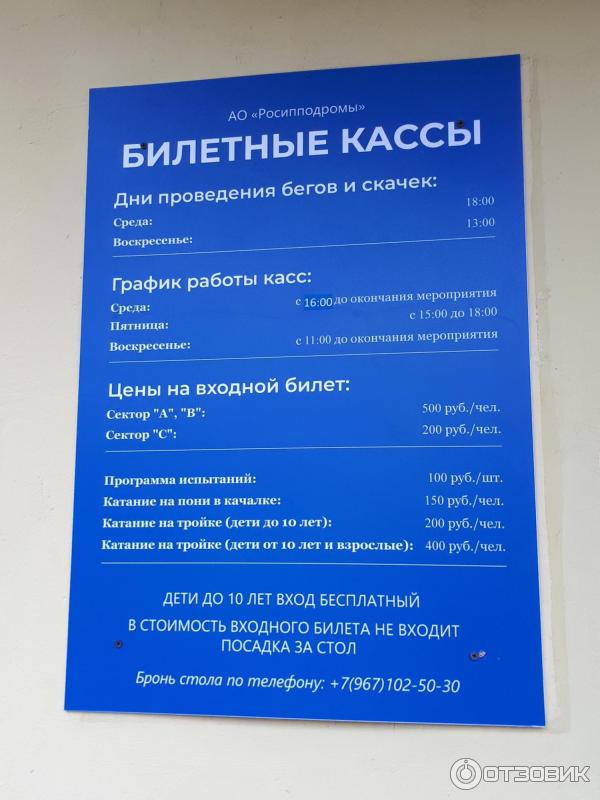 АО «Росипподромы»
БИЛЕТНЫЕ КАССЫ
Дни проведения бегов и скачек:
Среда: 18:00
Воскресенье: 13:00
График работы касс:
Среда: с 16:00 до окончания мероприятия
Пятница: с 15:00 до 18:00
Воскресенье: с 11:00 до окончания мероприятия
Цены на входной билет:
Сектор "А", "В": 500 руб./чел.
Сектор "С": 200 руб./чел.
Программа испытаний: 100 руб./шт.
Катание на пони в качалке: 150 руб./чел.
Катание на тройке (дети до 10 лет): 200 руб./чел.
Катание на тройке (дети от 10 лет и взрослые): 400 руб./чел.
ДЕТИ ДО 10 ЛЕТ ВХОД БЕСПЛАТНЫЙ
В СТОИМОСТЬ ВХОДНОГО БИЛЕТА НЕ ВХОДИТ
ПОСАДКА ЗА СТОЛ
Бронь стола по телефону: +7(967)102-50-30
ОТЗОВИК